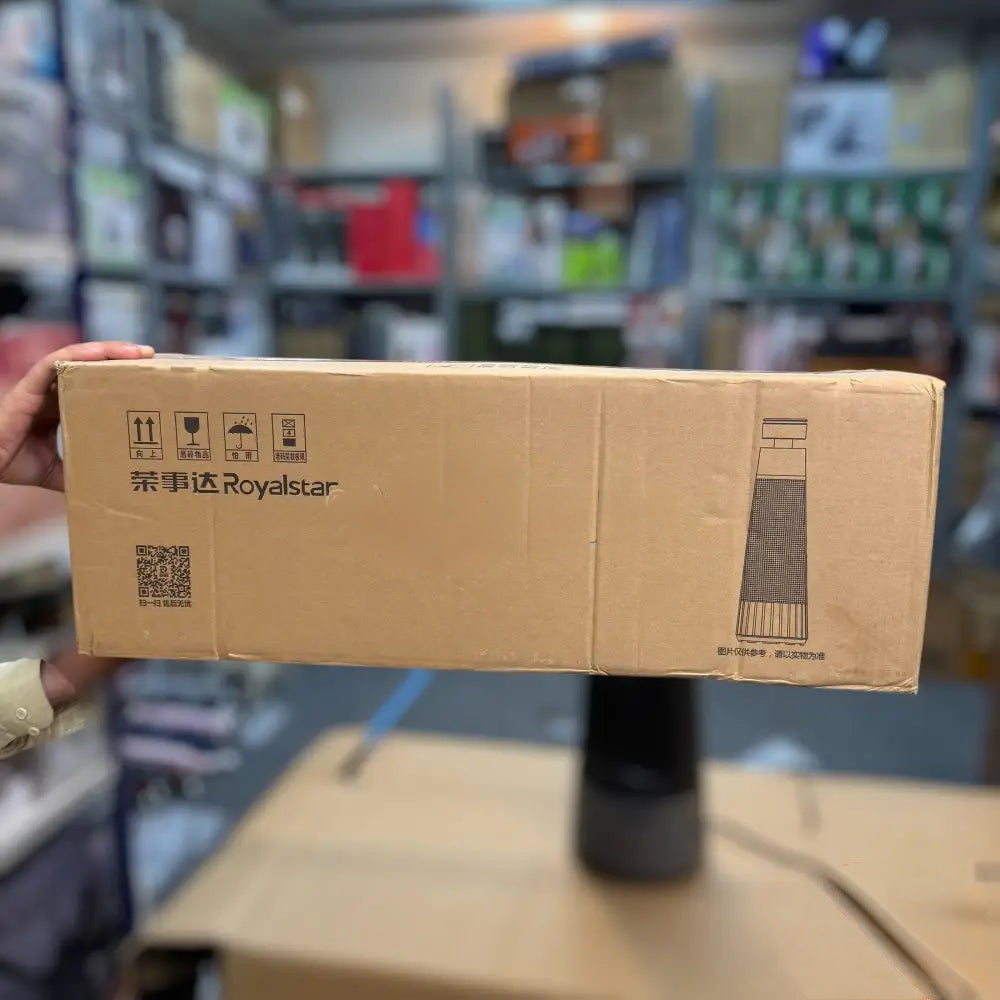 向上
易碎物品
怕雨
4
荣事达 Royalstar
扫一扫 售后无忧
图片仅供参考，请以实物为准